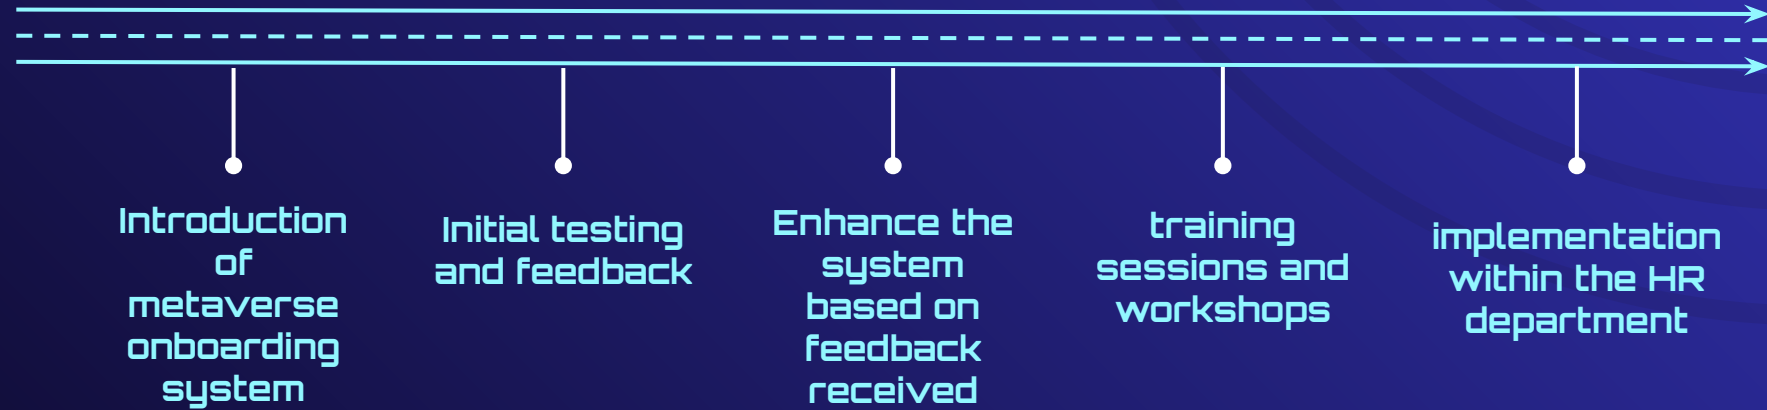 Introduction
of
metaverse
onboarding
system
Initial testing
and feedback
Enhance the
system
based on
feedback
received
training
sessions and
workshops
implementation
within the HR
department